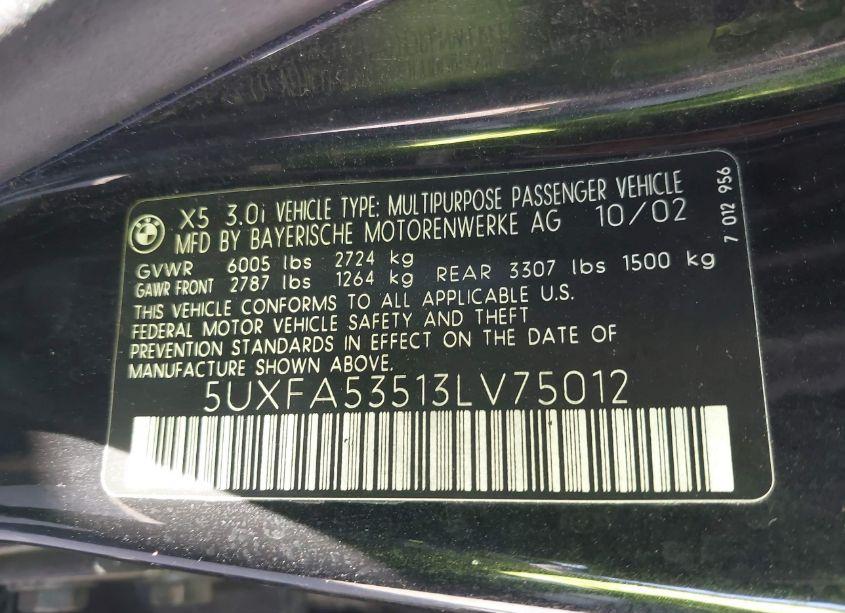 X5 3.0i VEHICLE TYPE: MULTIPURPOSE PASSENGER VEHICLE
MFD BY BAYERISCHE MOTORENWERKE AG 10/02
GVWR 6005 lbs 2724 kg
GAWR FRONT 2787 lbs 1264 kg REAR 3307 lbs 1500 kg
THIS VEHICLE CONFORMS TO ALL APPLICABLE U.S.
FEDERAL MOTOR VEHICLE SAFETY AND THEFT
PREVENTION STANDARDS IN EFFECT ON THE DATE OF
MANUFACTURE SHOWN ABOVE.
5UXFA53513LV75012
7 012 956